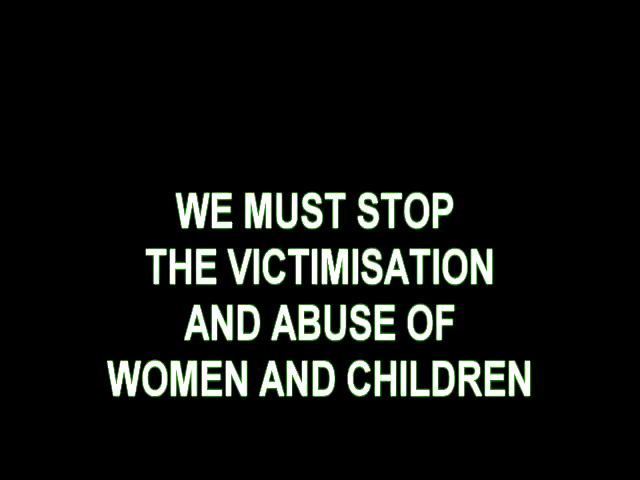 WE MUST STOP
THE VICTIMISATION
AND ABUSE OF
WOMEN AND CHILDREN